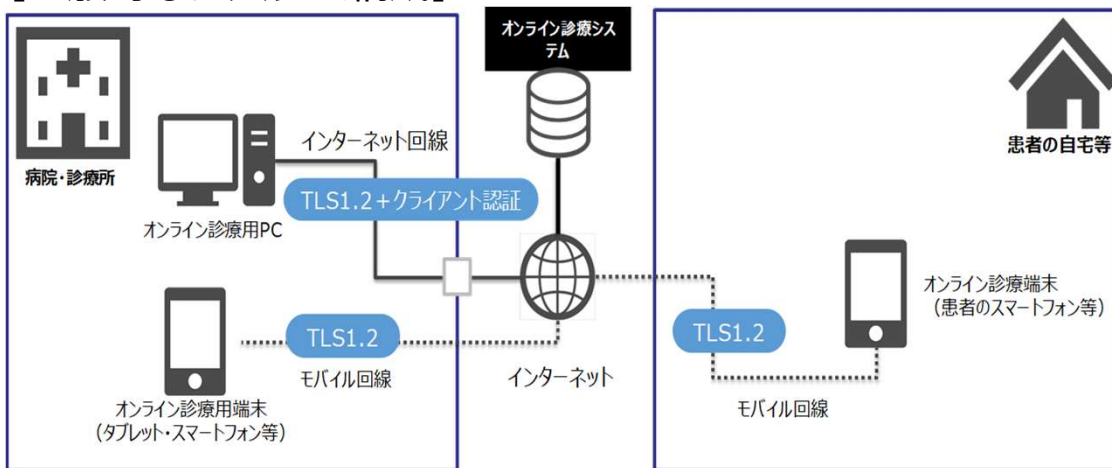 オンライン診療シス
テム
病院・診療所
インターネット回線
TLS1.2+クライアント認証
オンライン診療用PC
患者の自宅等
オンライン診療端末
(患者のスマートフォン等)
TLS1.2
モバイル回線
インターネット
TLS1.2
モバイル回線
オンライン診療用端末
(タブレット・スマートフォン等)